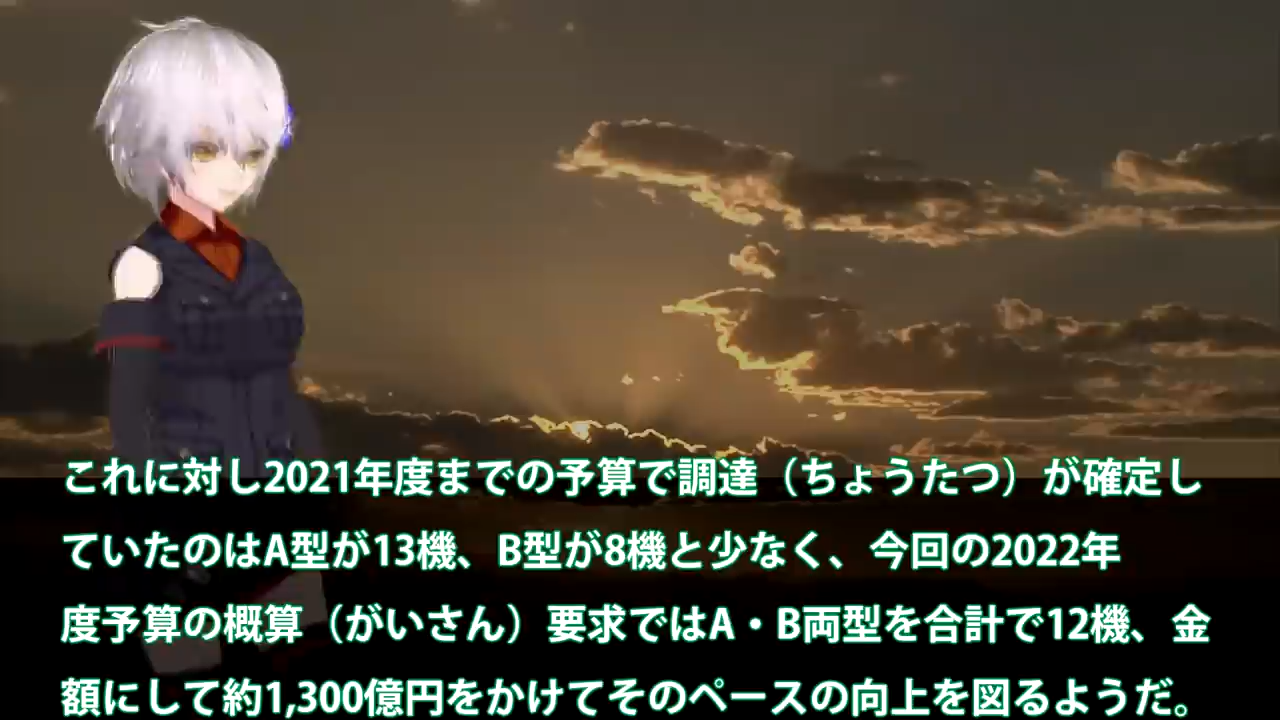 これに対し2021年度までの予算で調達（ちょうたつ）が確定し
ていたのはA型が13機、B型が8機と少なく、今回の2022年
度予算の概算（がいさん）要求ではA・B両型を合計で12機、金
額にして約1,300億円をかけてそのペースの向上を図るようだ。